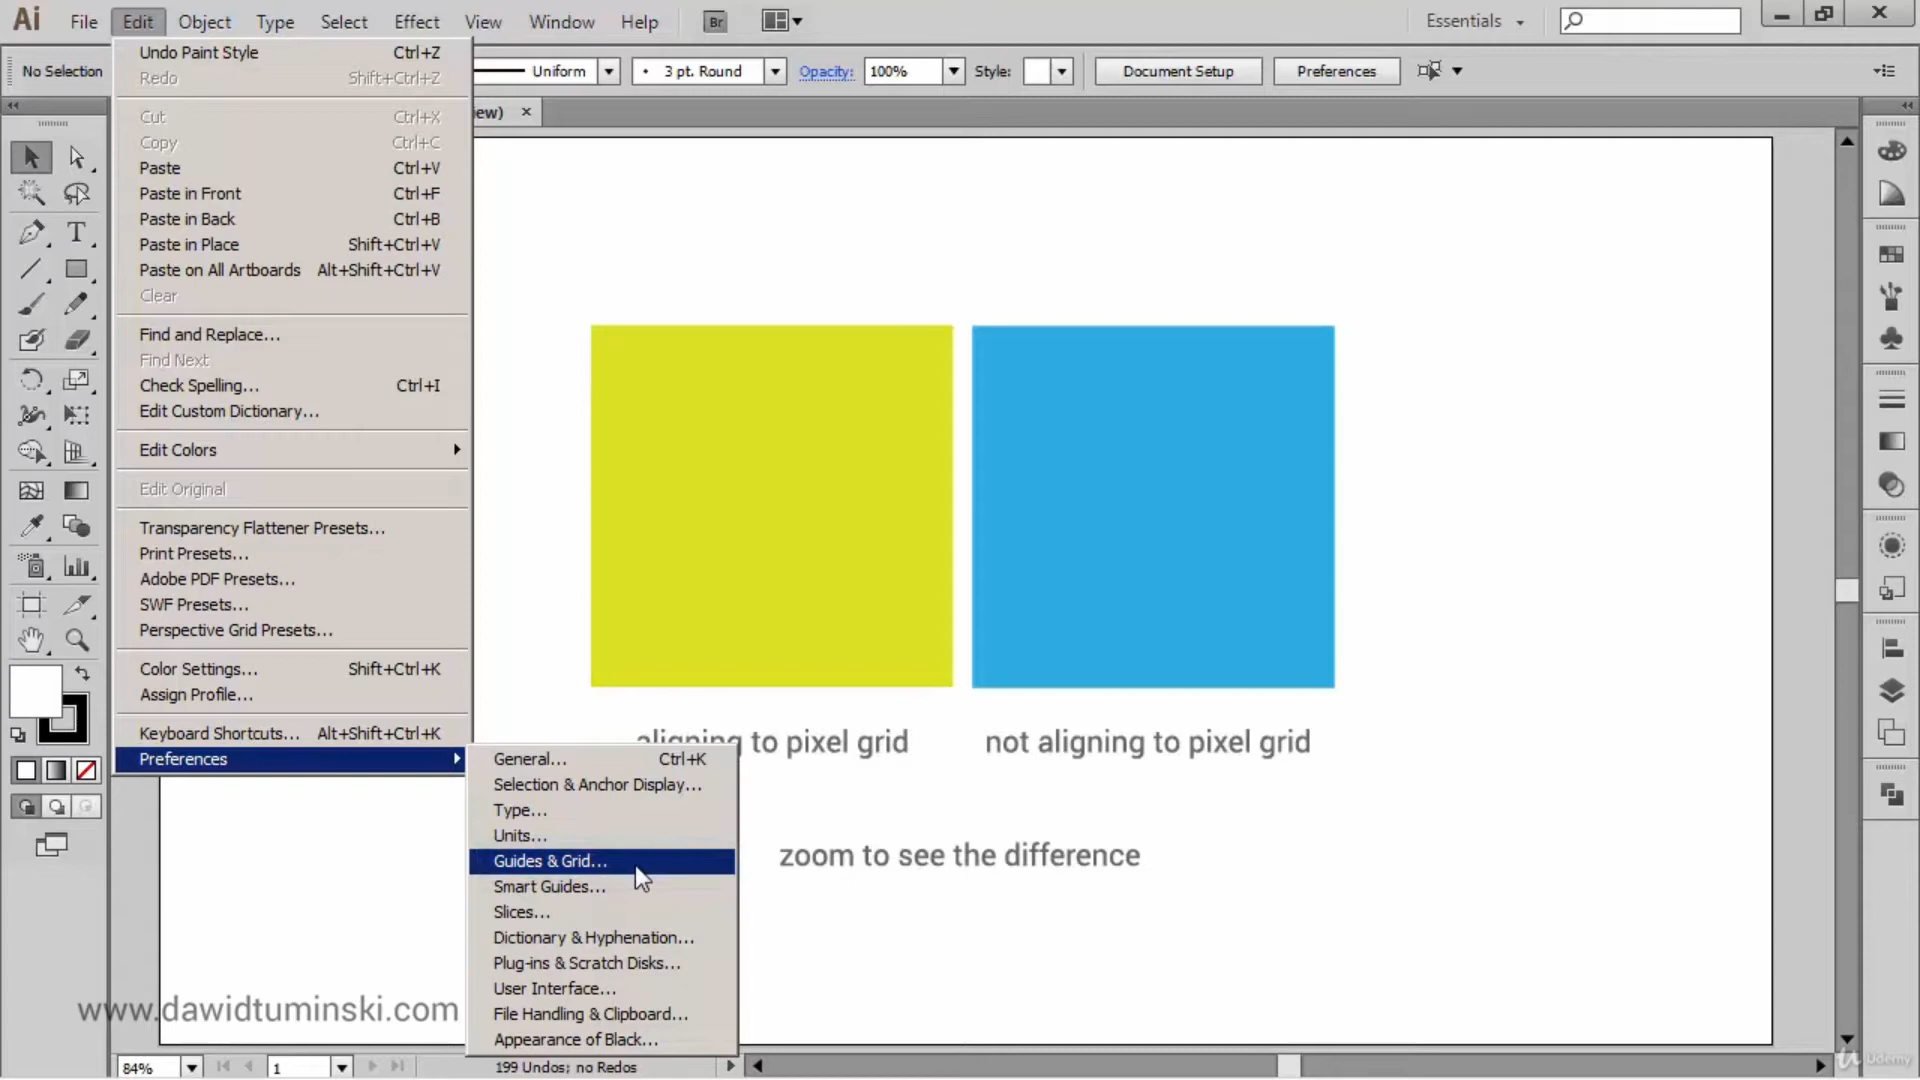 Ai File Edit Object Type Select Effect View Window Help Br Essentials
No Selection Uniform 3 pt. Round Opacity: 100% Style: Document Setup Preferences
iew) ×
Undo Paint Style Ctrl+Z
Redo Shift+Ctrl+Z
Cut Ctrl+X
Copy Ctrl+C
Paste Ctrl+V
Paste in Front Ctrl+F
Paste in Back Ctrl+B
Paste in Place Shift+Ctrl+V
Paste on All Artboards Alt+Shift+Ctrl+V
Clear
Find and Replace...
Find Next
Check Spelling... Ctrl+I
Edit Custom Dictionary...
Edit Colors
Edit Original
Transparency Flattener Presets...
Print Presets...
Adobe PDF Presets...
SWF Presets...
Perspective Grid Presets...
Color Settings... Shift+Ctrl+K
Assign Profile...
Keyboard Shortcuts... Alt+Shift+Ctrl+K
Preferences
General... Ctrl+K
Selection & Anchor Display...
Type...
Units...
Guides & Grid...
Smart Guides...
Slices...
Dictionary & Hyphenation...
Plug-ins & Scratch Disks...
User Interface...
File Handling & Clipboard...
Appearance of Black...
aligning to pixel grid
not aligning to pixel grid
zoom to see the difference
www.dawidtuminski.com
84% 1 199 Undos; no Redos
Udemy